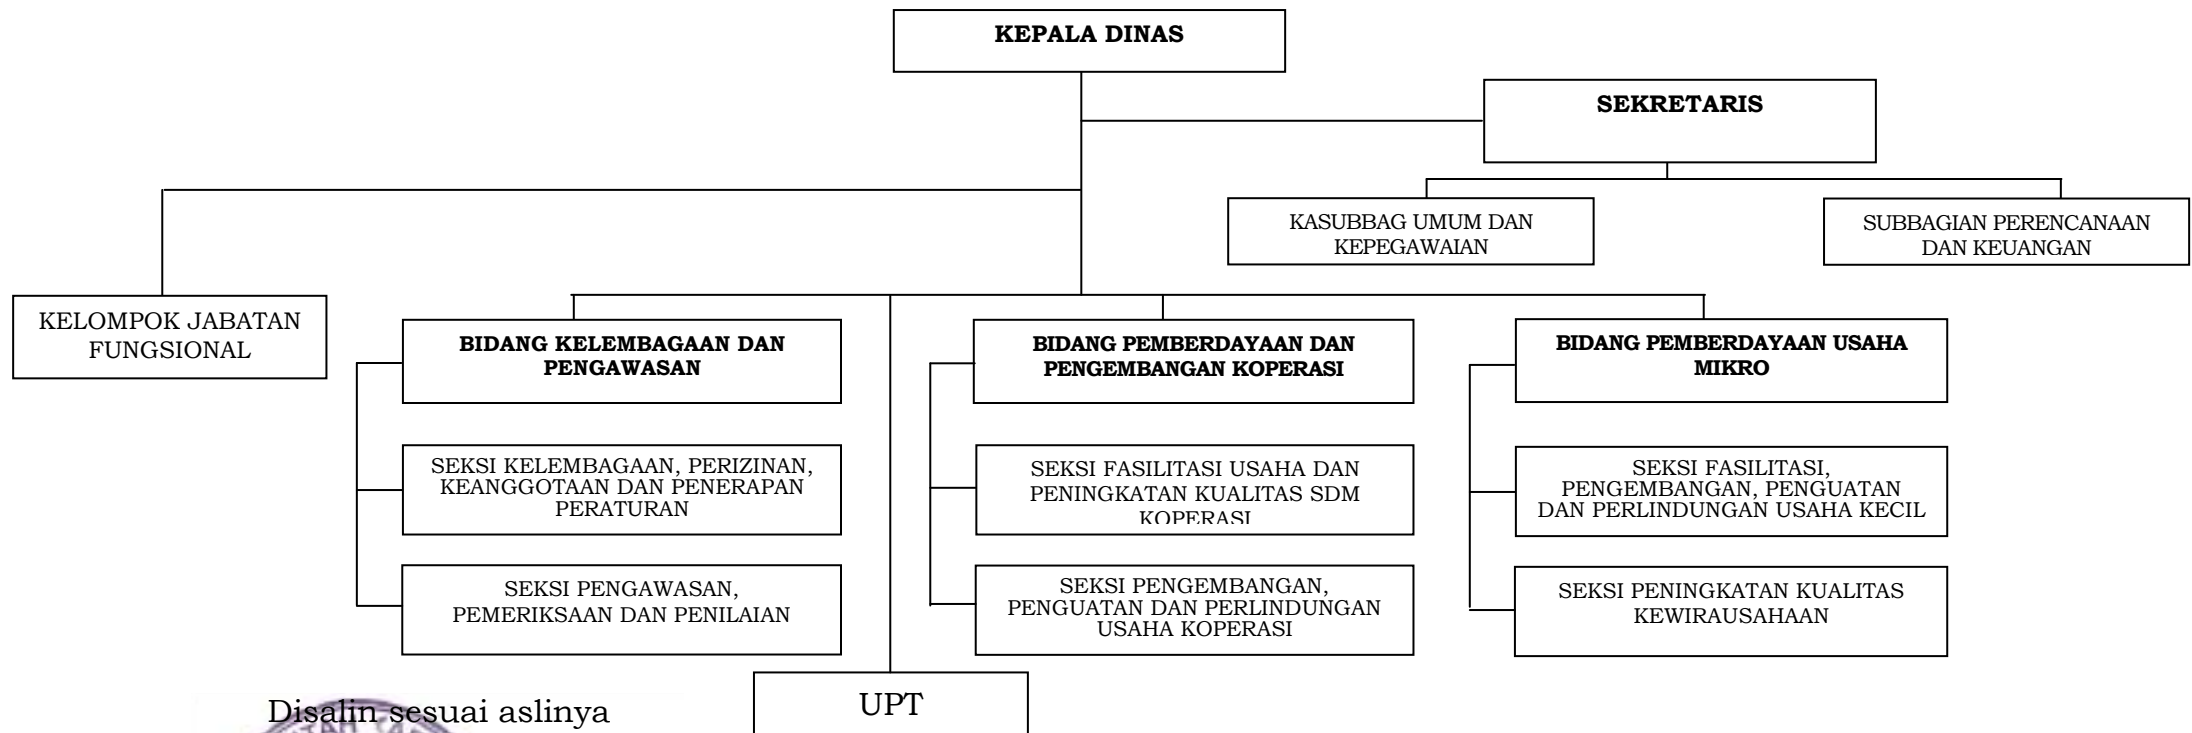 KEPALA DINAS
SEKRETARIS
KASUBBAG UMUM DAN
KEPEGAWAIAN
SUBBAGIAN PERENCANAAN
DAN KEUANGAN
KELOMPOK JABATAN
FUNGSIONAL
BIDANG KELEMBAGAAN DAN
PENGAWASAN
SEKSI KELEMBAGAAN, PERIZINAN,
KEANGGOTAAN DAN PENERAPAN
PERATURAN
SEKSI PENGAWASAN,
PEMERIKSAAN DAN PENILAIAN
BIDANG PEMBERDAYAAN DAN
PENGEMBANGAN KOPERASI
SEKSI FASILITASI USAHA DAN
PENINGKATAN KUALITAS SDM
KOPERASI
SEKSI PENGEMBANGAN,
PENGUATAN DAN PERLINDUNGAN
USAHA KOPERASI
BIDANG PEMBERDAYAAN USAHA
MIKRO
SEKSI FASILITASI,
PENGEMBANGAN, PENGUATAN
DAN PERLINDUNGAN USAHA KECIL
SEKSI PENINGKATAN KUALITAS
KEWIRAUSAHAAN
UPT
Disalin sesuai aslinya